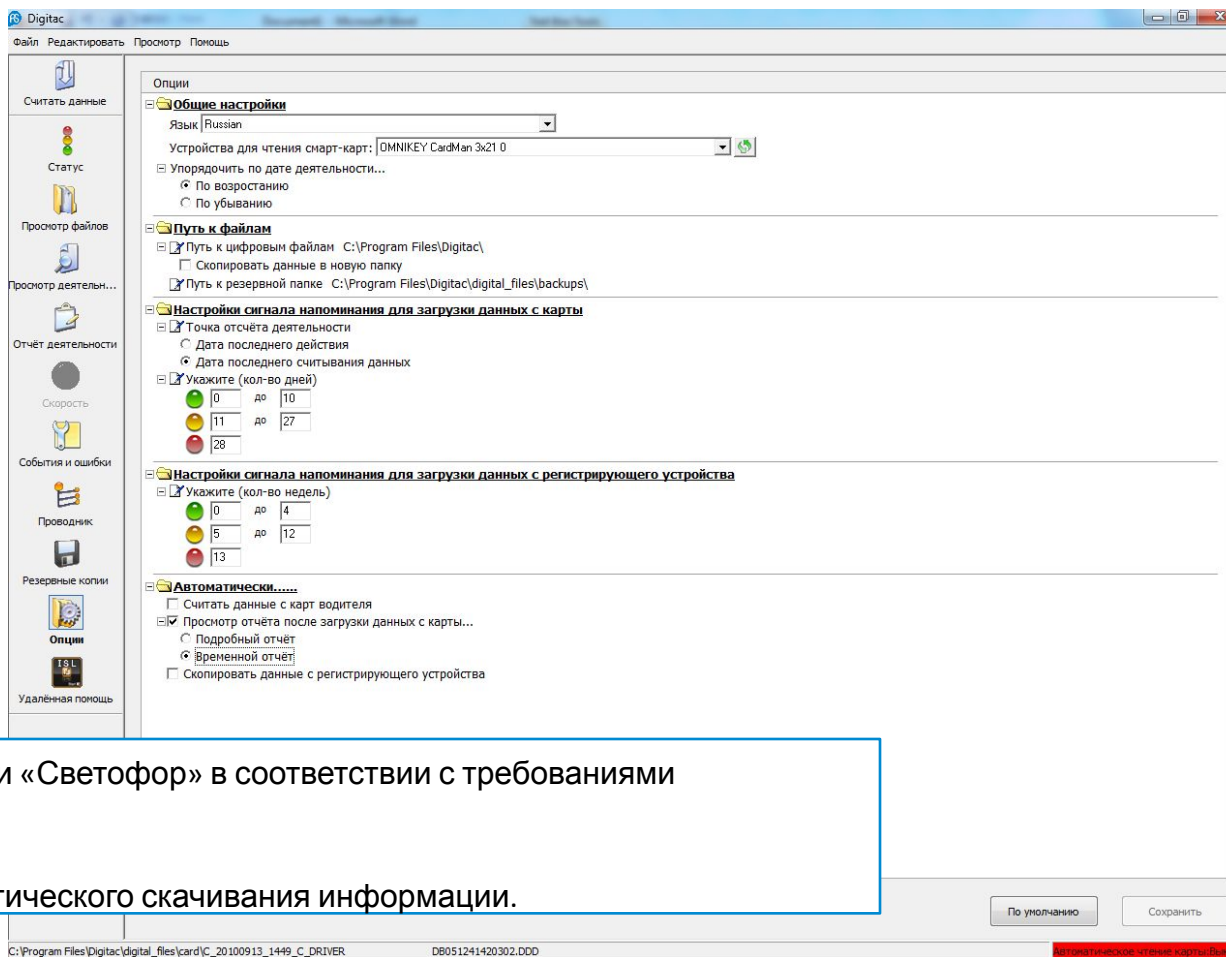 Digitac
Файл Редактировать Просмотр Помощь
Считать данные
Статус
Просмотр файлов
Просмотр деятельн...
Отчёт деятельности
Скорость
События и ошибки
Проводник
Резервные копии
Опции
ISL
Удалённая помощь
Опции
Общие настройки
Язык Russian
Устройства для чтения смарт-карт: OMNIKEY CardMan 3x21 0
Упорядочить по дате деятельности...
По возростанию
По убыванию
Путь к файлам
Путь к цифровым файлам C:\Program Files\Digitac\
Скопировать данные в новую папку
Путь к резервной папке C:\Program Files\Digitac\digital_files\backups\
Настройки сигнала напоминания для загрузки данных с карты
Точка отсчёта деятельности
Дата последнего действия
Дата последнего считывания данных
Укажите (кол-во дней)
0 до 10
11 до 27
28
Настройки сигнала напоминания для загрузки данных с регистрирующего устройства
Укажите (кол-во недель)
0 до 4
5 до 12
13
Автоматически......
Считать данные с карт водителя
Просмотр отчёта после загрузки данных с карты...
Подробный отчёт
Временной отчёт
Скопировать данные с регистрирующего устройства
и «Светофор» в соответствии с требованиями
тического скачивания информации.
По умолчанию Сохранить
C:\Program Files\Digitac\digital_files\card\C_20100913_1449_C_DRIVER DB051241420302.DDD
Автоматическое чтение карты:Вык